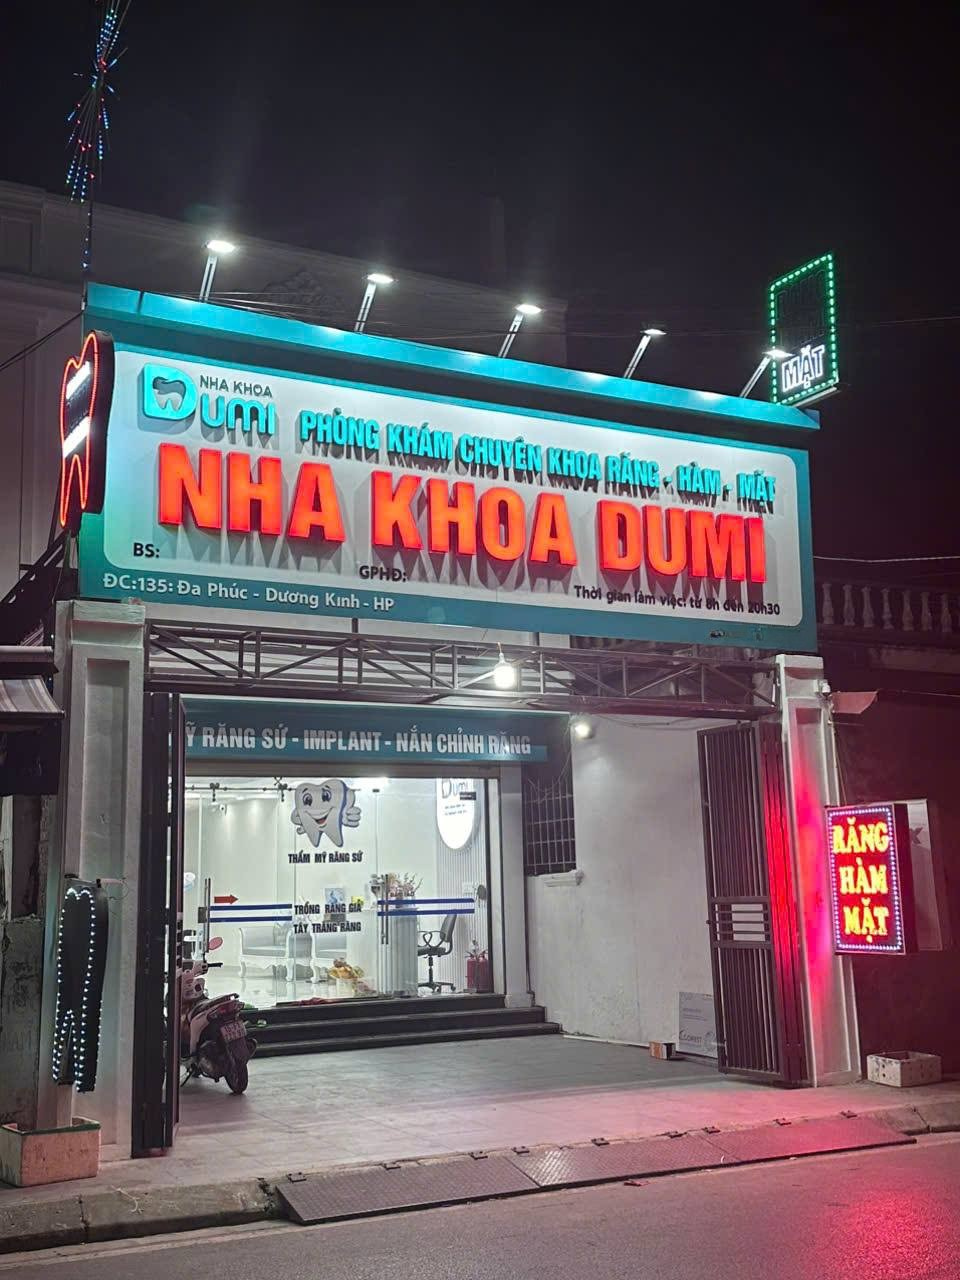 MẶT
NHA KHOA
Dumi
PHÒNG KHÁM CHUYÊN KHOA RĂNG - HÀM - MẶT
NHA KHOA DUMI
BS:
GPHĐ:
ĐC:135: Đa Phúc - Dương Kinh - HP
Thời gian làm việc: từ 8h đến 20h30
Ỹ RĂNG SỨ - IMPLANT - NẮN CHỈNH RĂNG
Dumi
THẨM MỸ RĂNG SỨ
TRỒNG RĂNG GIẢ
TẨY TRẮNG RĂNG
RĂNG
HÀM
MẶT